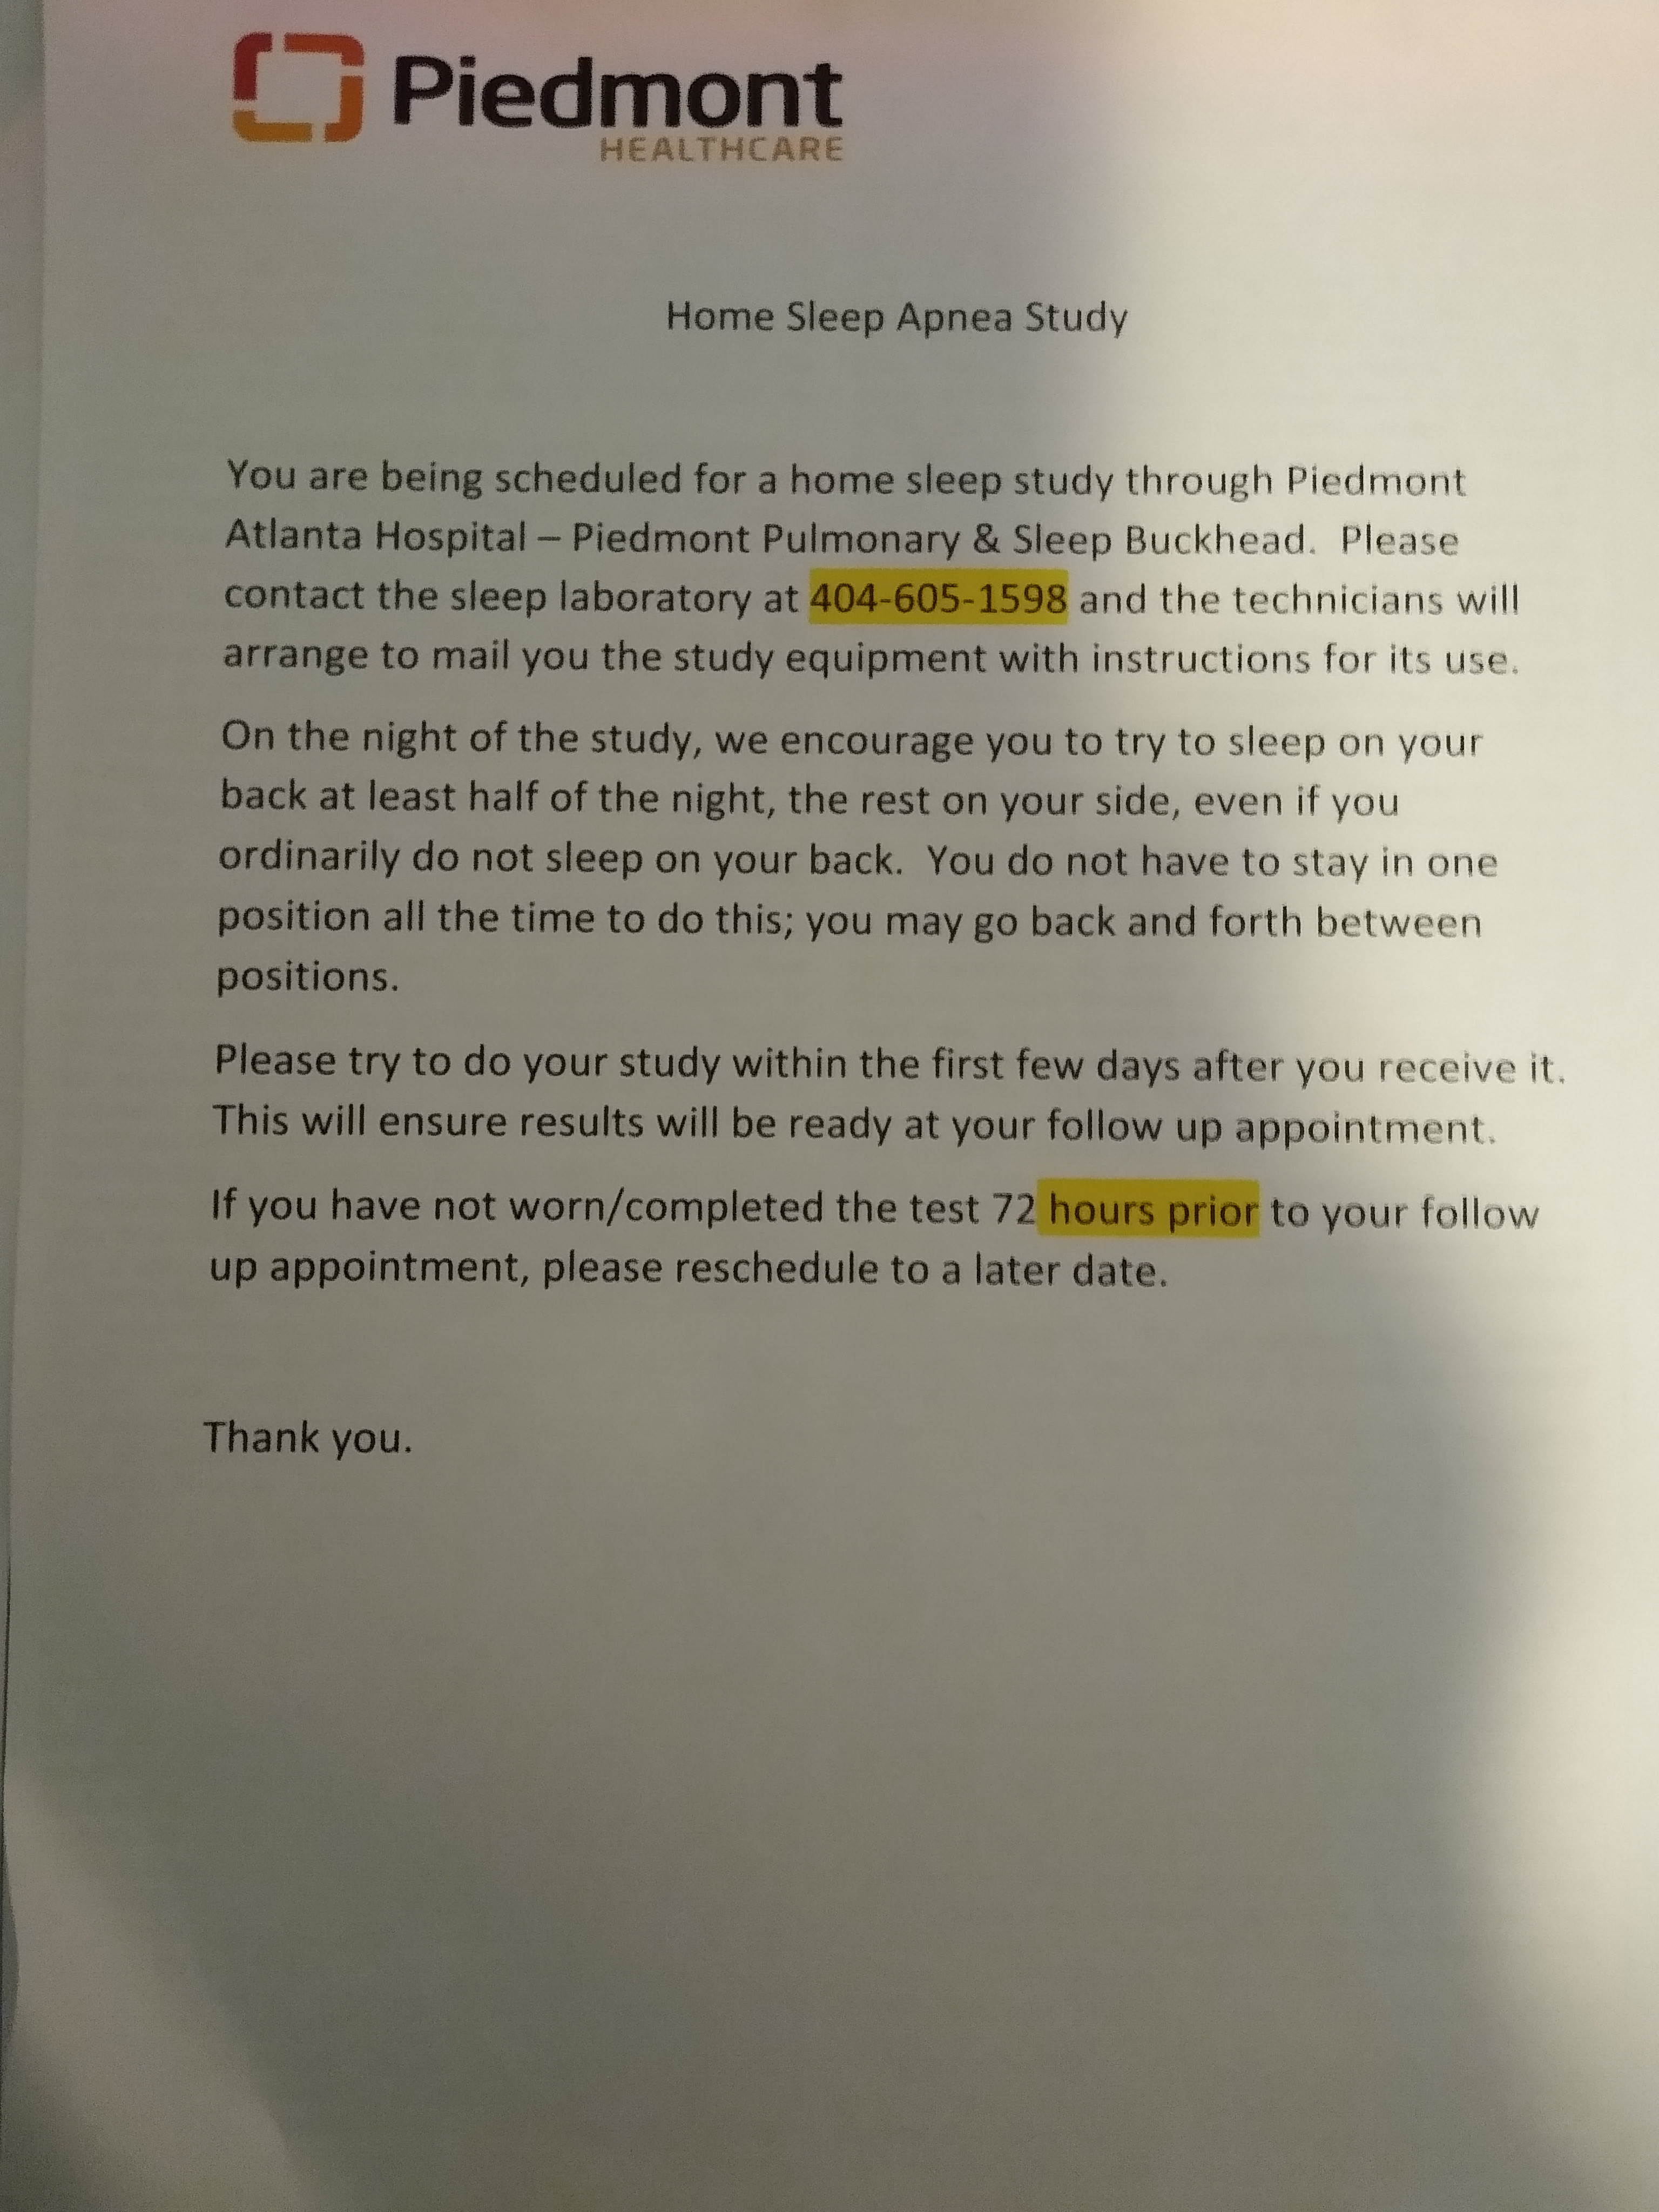 Piedmont
HEALTHCARE
Home Sleep Apnea Study
You are being scheduled for a home sleep study through Piedmont
Atlanta Hospital – Piedmont Pulmonary & Sleep Buckhead.  Please
contact the sleep laboratory at 404-605-1598 and the technicians will
arrange to mail you the study equipment with instructions for its use.
On the night of the study, we encourage you to try to sleep on your
back at least half of the night, the rest on your side, even if you
ordinarily do not sleep on your back.  You do not have to stay in one
position all the time to do this; you may go back and forth between
positions.
Please try to do your study within the first few days after you receive it.
This will ensure results will be ready at your follow up appointment.
If you have not worn/completed the test 72 hours prior to your follow
up appointment, please reschedule to a later date.
Thank you.